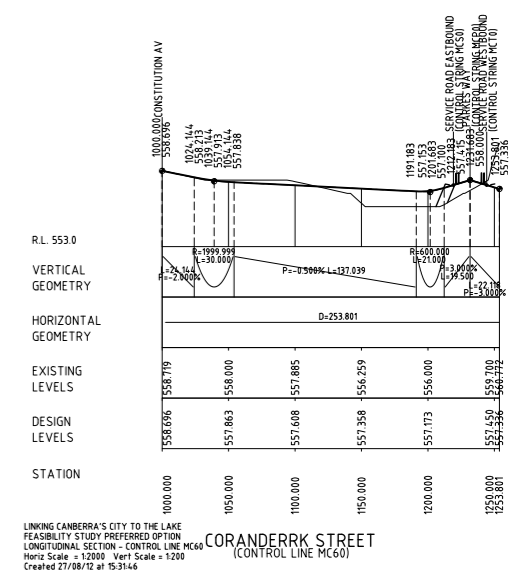 1000.000 CONSTITUTION AV
558.696
1024.144
558.213
1039.144
557.913
1054.144
557.838
1191.183
557.153
1201.683
557.100
1212.183 SERVICE ROAD EASTBOUND
557.415 (CONTROL STRING MCS0)
1231.683 PARKES WAY
558.000 (CONTROL STRING MCP0)
SERVICE ROAD WESTBOUND
1253.801 (CONTROL STRING MCT0)
557.336
R.L. 553.0
VERTICAL
GEOMETRY
L=24.144
P=-2.000%
R=1999.999
L=30.000
P=-0.500% L=137.039
R=600.000
L=21.000
P=3.000%
L=19.500
L=22.118
P=-3.000%
HORIZONTAL
GEOMETRY
D=253.801
EXISTING
LEVELS
558.719
558.000
557.885
556.259
556.000
559.700
560.772
DESIGN
LEVELS
558.696
557.863
557.608
557.358
557.173
557.450
557.336
STATION
1000.000
1050.000
1100.000
1150.000
1200.000
1250.000
1253.801
LINKING CANBERRA'S CITY TO THE LAKE
FEASIBILITY STUDY PREFERRED OPTION
LONGITUDINAL SECTION - CONTROL LINE MC60
Horiz Scale = 1:2000 Vert Scale = 1:200
Created 27/08/12 at 15:31:46
CORANDERRK STREET
(CONTROL LINE MC60)